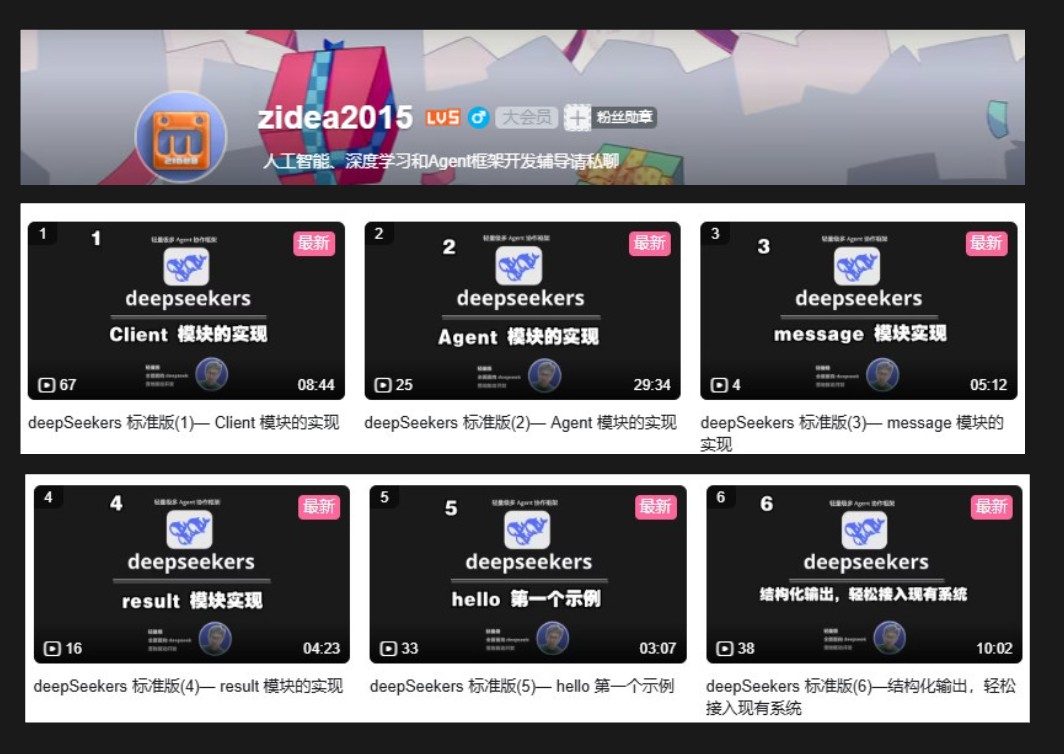 zidea2015 LV5 大会员 粉丝勋章
人工智能、深度学习和Agent框架开发辅导请私聊
1 1 轻量级多 Agent 协作框架 最新
deepseekers
Client 模块的实现
67 08:44
deepSeekers 标准版(1)— Client 模块的实现
2 2 轻量级多 Agent 协作框架 最新
deepseekers
Agent 模块的实现
25 29:34
deepSeekers 标准版(2)— Agent 模块的实现
3 3 轻量级多 Agent 协作框架 最新
deepseekers
message 模块实现
4 05:12
deepSeekers 标准版(3)— message 模块的
实现
4 4 轻量级多 Agent 协作框架 最新
deepseekers
result 模块实现
16 04:23
deepSeekers 标准版(4)— result 模块的实现
5 5 轻量级多 Agent 协作框架 最新
deepseekers
hello 第一个示例
33 03:07
deepSeekers 标准版(5)— hello 第一个示例
6 6 轻量级多 Agent 协作框架 最新
deepseekers
结构化输出，轻松接入现有系统
38 10:02
deepSeekers 标准版(6)—结构化输出，轻松
接入现有系统